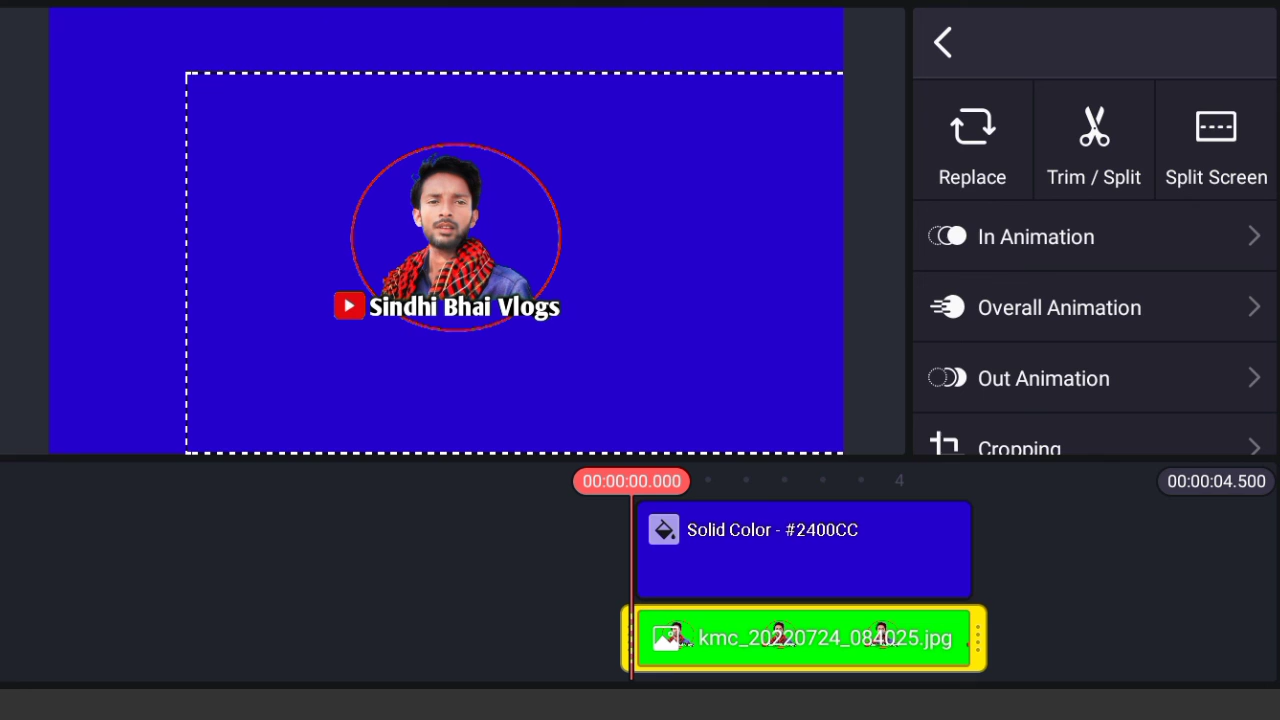 Replace
Trim / Split
Split Screen
In Animation
Sindhi Bhai Vlogs
Overall Animation
Out Animation
Cropping
00:00:00.000
4
00:00:04.500
Solid Color - #2400CC
kmc_20220724_084025.jpg